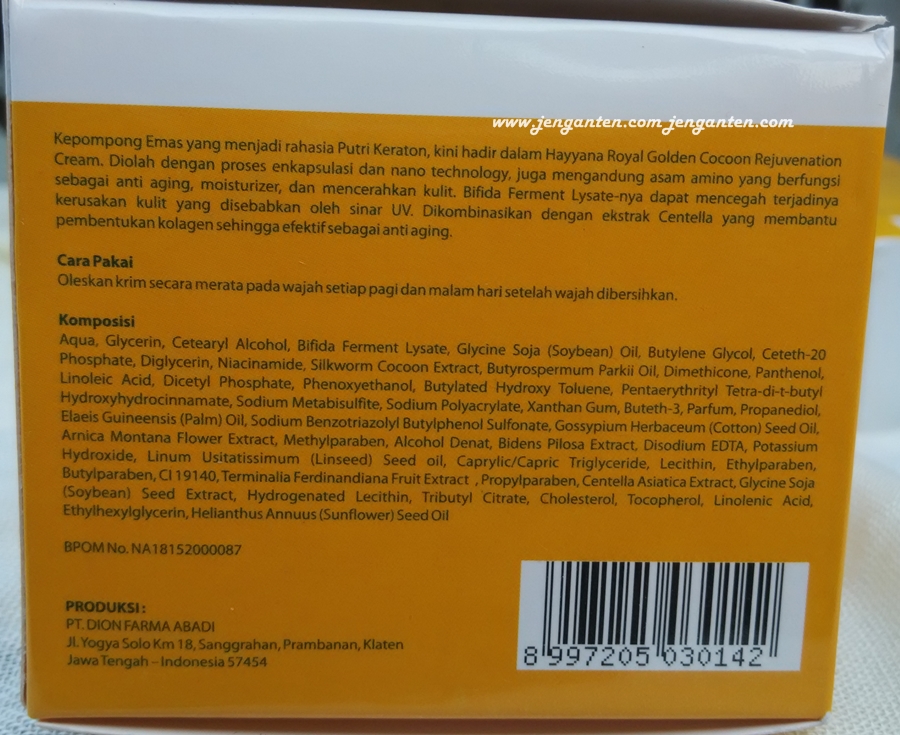 www.jenganten.com jenganten.com
Kepompong Emas yang menjadi rahasia Putri Keraton, kini hadir dalam Hayyana Royal Golden Cocoon Rejuvenation
Cream. Diolah dengan proses enkapsulasi dan nano technology, juga mengandung asam amino yang berfungsi
sebagai anti aging, moisturizer, dan mencerahkan kulit. Bifida Ferment Lysate-nya dapat mencegah terjadinya
kerusakan kulit yang disebabkan oleh sinar UV. Dikombinasikan dengan ekstrak Centella yang membantu
pembentukan kolagen sehingga efektif sebagai anti aging.
Cara Pakai
Oleskan krim secara merata pada wajah setiap pagi dan malam hari setelah wajah dibersihkan.
Komposisi
Aqua, Glycerin, Cetearyl Alcohol, Bifida Ferment Lysate, Glycine Soja (Soybean) Oil, Butylene Glycol, Ceteth-20
Phosphate, Diglycerin, Niacinamide, Silkworm Cocoon Extract, Butyrospermum Parkii Oil, Dimethicone, Panthenol,
Linoleic Acid, Dicetyl Phosphate, Phenoxyethanol, Butylated Hydroxy Toluene, Pentaerythrityl Tetra-di-t-butyl
Hydroxyhydrocinnamate, Sodium Metabisulfite, Sodium Polyacrylate, Xanthan Gum, Buteth-3, Parfum, Propanediol,
Elaeis Guineensis (Palm) Oil, Sodium Benzotriazolyl Butylphenol Sulfonate, Gossypium Herbaceum (Cotton) Seed Oil,
Arnica Montana Flower Extract, Methylparaben, Alcohol Denat, Bidens Pilosa Extract, Disodium EDTA, Potassium
Hydroxide, Linum Usitatissimum (Linseed) Seed oil, Caprylic/Capric Triglyceride, Lecithin, Ethylparaben,
Butylparaben, CI 19140, Terminalia Ferdinandiana Fruit Extract , Propylparaben, Centella Asiatica Extract, Glycine Soja
(Soybean) Seed Extract, Hydrogenated Lecithin, Tributyl Citrate, Cholesterol, Tocopherol, Linolenic Acid,
Ethylhexylglycerin, Helianthus Annuus (Sunflower) Seed Oil
BPOM No. NA18152000087
PRODUKSI :
PT. DION FARMA ABADI
Jl. Yogya Solo Km 18, Sanggrahan, Prambanan, Klaten
Jawa Tengah – Indonesia 57454
8 997205 030142